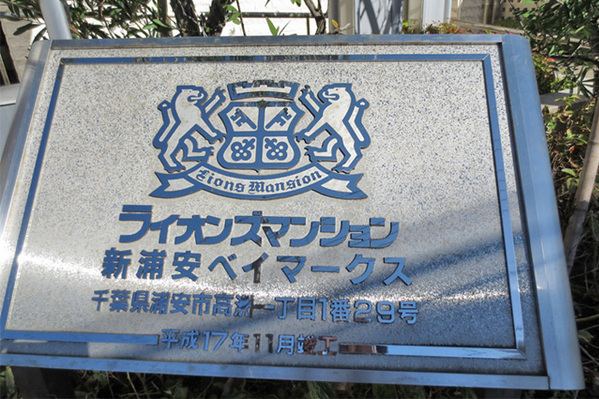 Lions Mansion
ライオンズマンション
新浦安ベイマークス
千葉県浦安市高洲一丁目1番29号
平成17年11月竣工